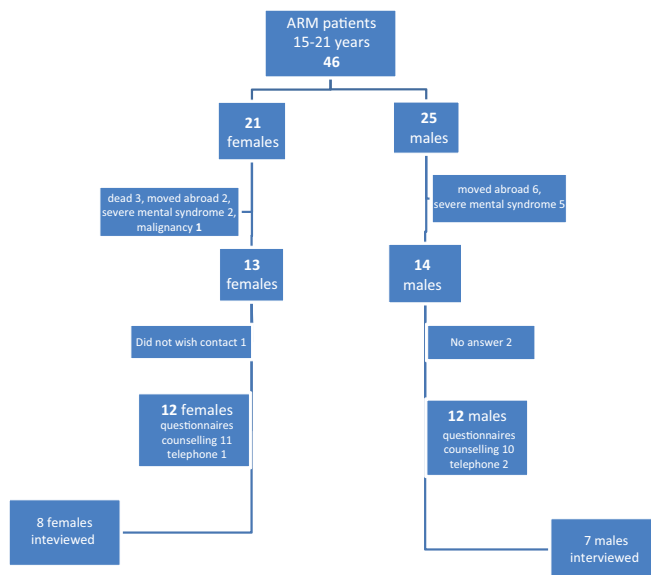 ARM patients
15-21 years
46
21
females
25
males
dead 3, moved abroad 2,
severe mental syndrome 2,
malignancy 1
moved abroad 6,
severe mental syndrome 5
13
females
14
males
Did not wish contact 1
No answer 2
12 females
questionnaires
counselling 11
telephone 1
12 males
questionnaires
counselling 10
telephone 2
8 females
inteviewed
7 males
interviewed